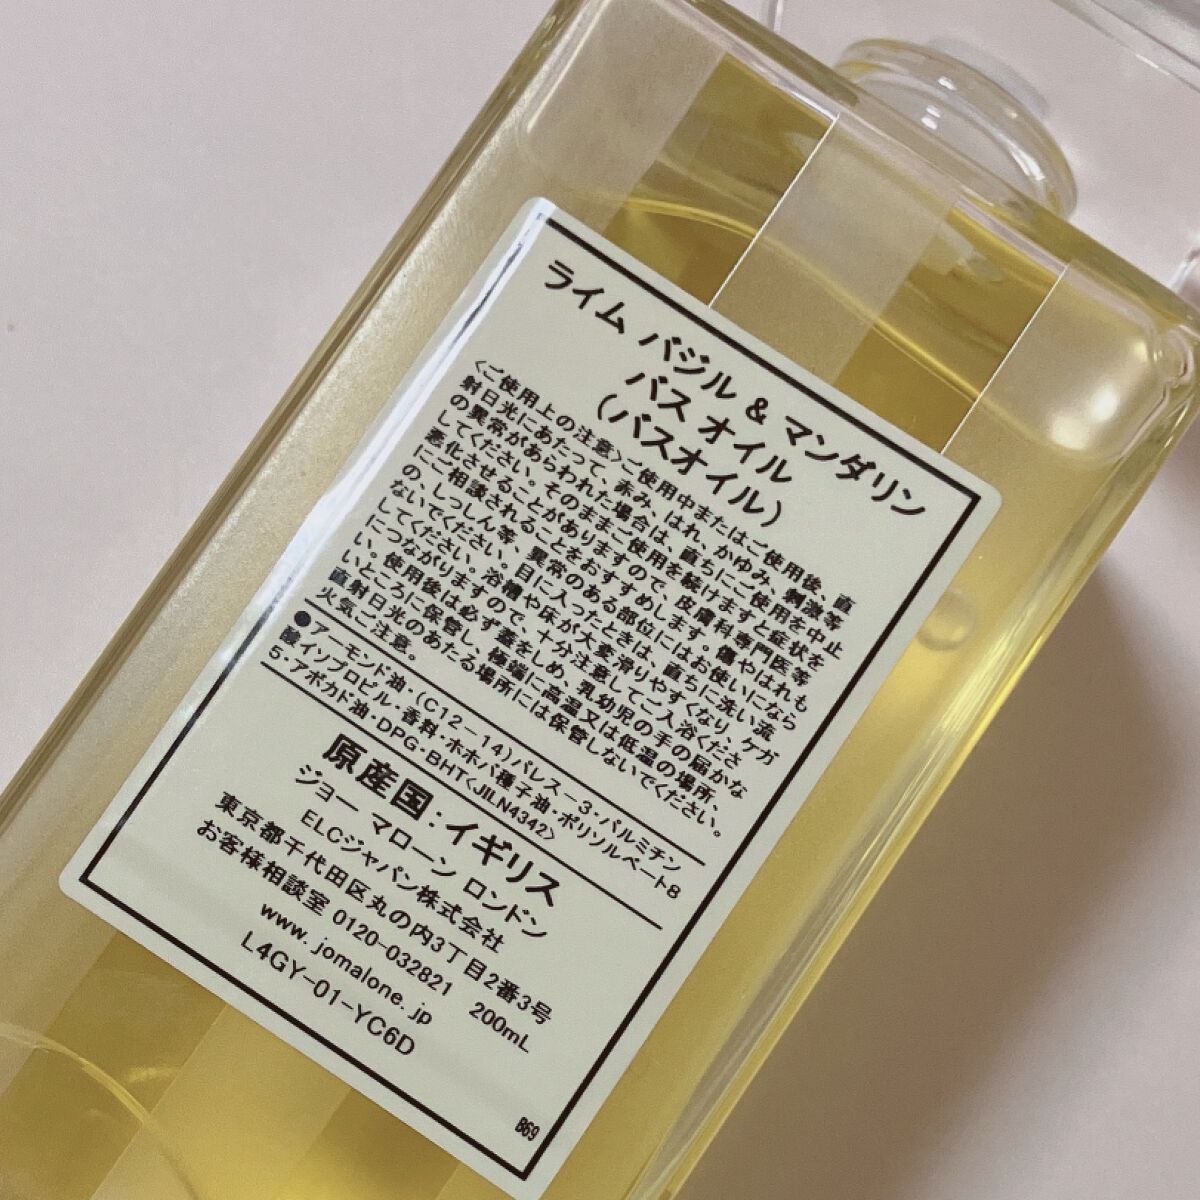 ライム バジル & マンダリン
バス オイル
(バスオイル)
〈ご使用上の注意〉ご使用中またはご使用後、直
射日光にあたって、赤み、はれ、かゆみ、刺激等
の異常があらわれた場合は、直ちにご使用を中止
してください。そのままご使用を続けますと症状を
悪化させることがありますので、皮膚科専門医等
にご相談されることをおすすめします。傷やはれも
の、しっしん等、異常のある部位にはお使いになら
ないでください。目に入ったときは、直ちに洗い流
してください。浴槽や床が大変滑りやすくなり、ケガ
につながりますので、十分注意してご入浴くださ
い。使用後は必ず蓋をしめ、乳幼児の手の届かな
いところに保管し、極端に高温又は低温の場所、
直射日光のあたる場所には保管しないでください。
火気にご注意。
●アーモンド油・(C12-14)パレス-3・パルミチン
酸イソプロピル・香料・ホホバ種子油・ポリソルベート8
5・アボカド油・DPG・BHT〈JILN4342〉
原産国:イギリス
ジョー マローン ロンドン
ELCジャパン株式会社
東京都千代田区丸の内3丁目2番3号
お客様相談室 0120-032821 200mL
www.jomalone.jp
L4GY-01-YC6D
B69